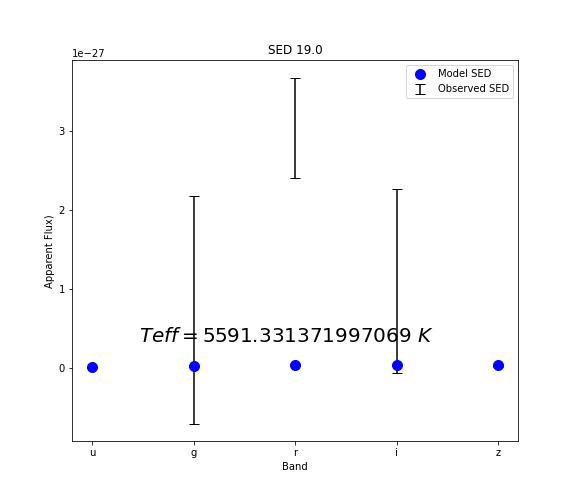 SED 19.0
1e−27
Model SED
Observed SED
3
2
1
0
Apparent Flux)
Teff = 5591.331371997069 K
u g r i z
Band